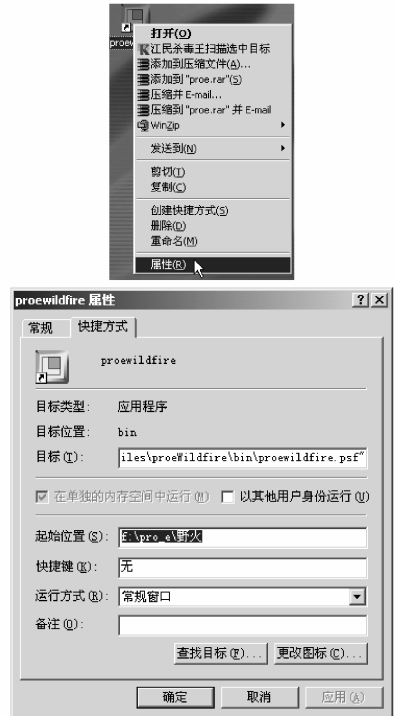 proew
打开(O)
江民杀毒王扫描选中目标
添加到压缩文件(A)...
添加到 "proe.rar"(S)
压缩并 E-mail...
压缩到 "proe.rar" 并 E-mail
WinZip
发送到(N)
剪切(T)
复制(C)
创建快捷方式(S)
删除(D)
重命名(M)
属性(R)
proewildfire 属性
常规 快捷方式
proewildfire
目标类型: 应用程序
目标位置: bin
目标(T): iles\proeWildfire\bin\proewildfire.psf"
在单独的内存空间中运行(M) 以其他用户身份运行(U)
起始位置(S): f:\pro_e\野火
快捷键(K): 无
运行方式(R): 常规窗口
备注(O):
查找目标(F)... 更改图标(C)...
确定 取消 应用(A)